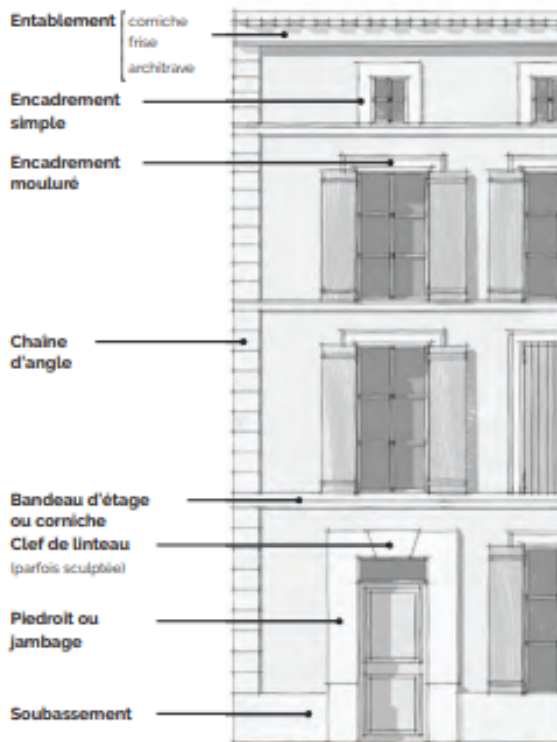 Entablement corniche
frise
architrave
Encadrement
simple
Encadrement
mouluré
Chaîne
d'angle
Bandeau d'étage
ou corniche
Clef de linteau
(parfois sculptée)
Piedroit ou
jambage
Soubassement